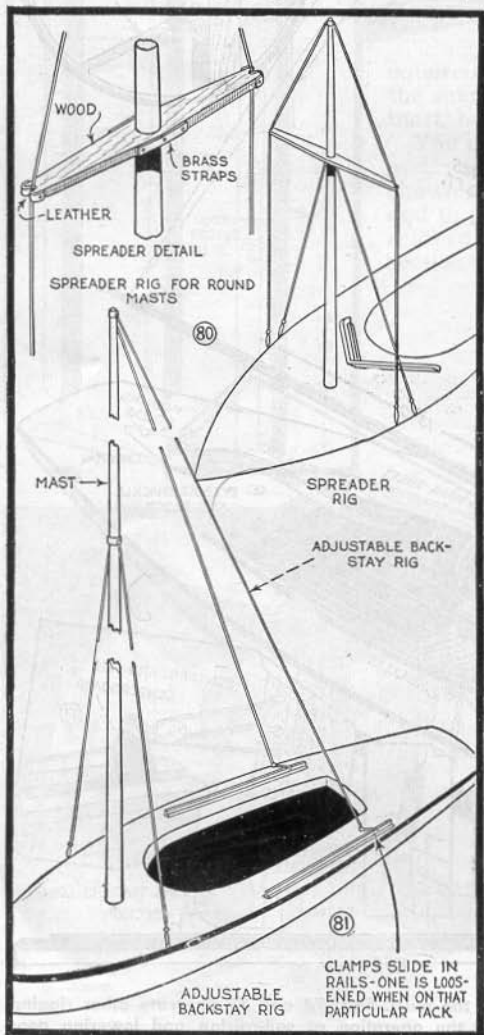 WOOD
BRASS
STRAPS
LEATHER
SPREADER DETAIL
SPREADER RIG FOR ROUND
MASTS
80
SPREADER
RIG
MAST
ADJUSTABLE BACK-
STAY RIG
81
CLAMPS SLIDE IN
RAILS-ONE IS LOOS-
ENED WHEN ON THAT
PARTICULAR TACK
ADJUSTABLE
BACKSTAY RIG